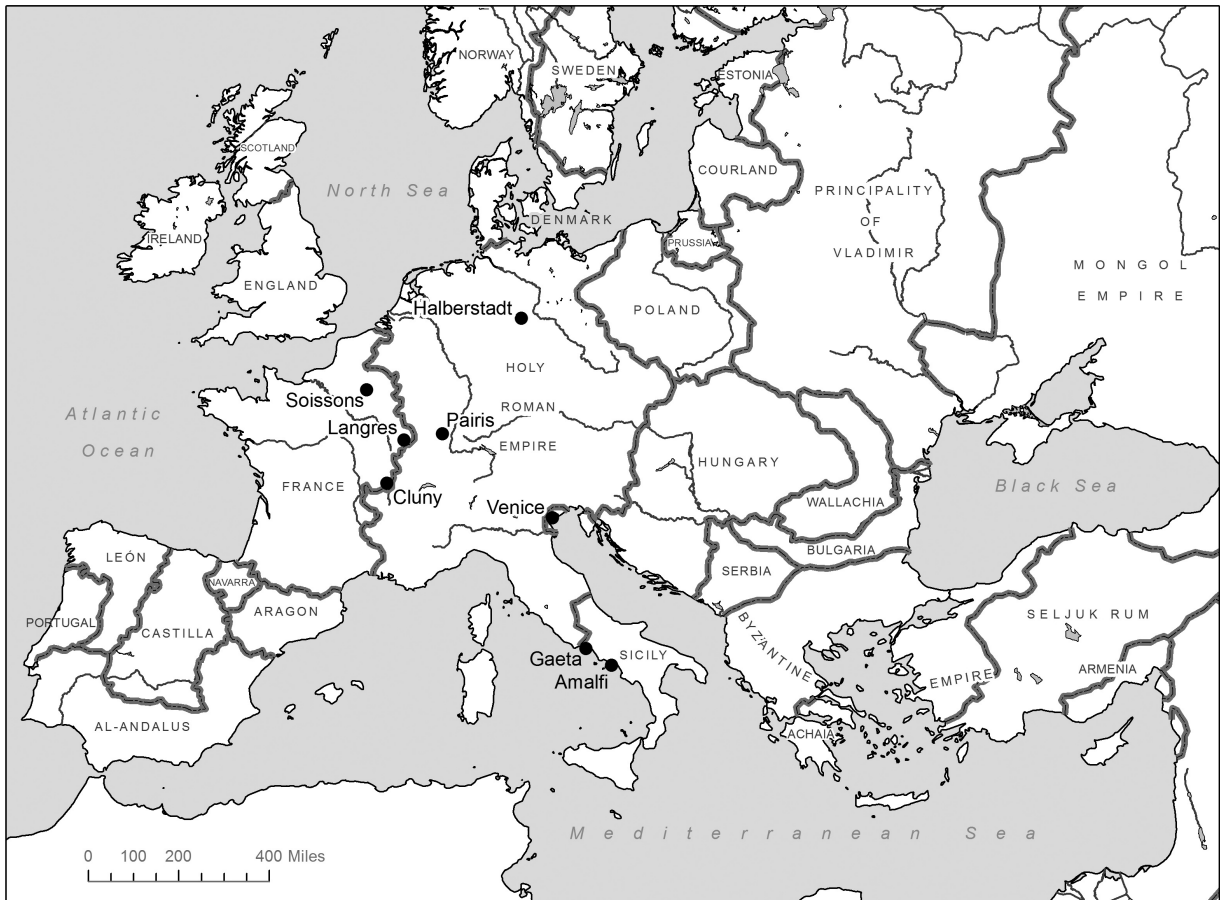 NORWAY
SWEDEN
ESTONIA
SCOTLAND
COURLAND
North Sea
PRINCIPALITY
OF
VLADIMIR
DENMARK
IRELAND
PRUSSIA
MONGOL
EMPIRE
ENGLAND
Halberstadt
POLAND
HOLY
ROMAN
EMPIRE
Soissons
Langres
Pairis
Atlantic
Ocean
HUNGARY
FRANCE
Cluny
Venice
WALLACHIA
Black Sea
BULGARIA
LEÓN
NAVARRA
SERBIA
ARAGON
PORTUGAL
CASTILLA
SELJUK RUM
BYZANTINE
EMPIRE
Gaeta
SICILY
Amalfi
ARMENIA
AL-ANDALUS
ACHAIA
Mediterranean Sea
0 100 200 400 Miles